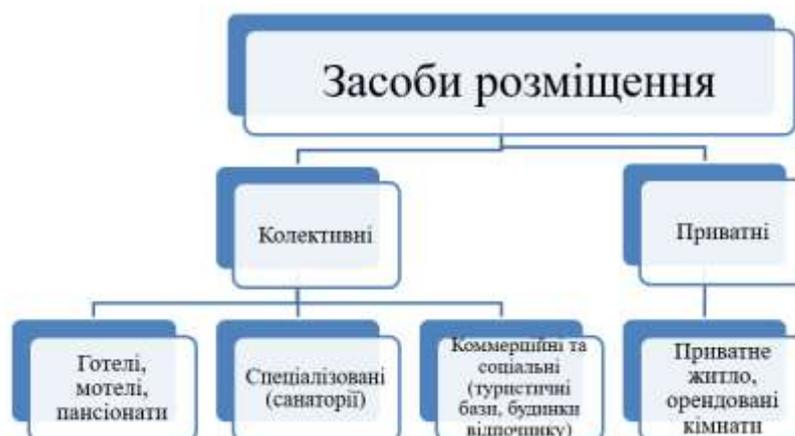 Засоби розміщення
Колективні
Приватні
Готелі,
мотелі,
пансіонати
Спеціалізовані
(санаторії)
Коммерційні та
соціальні
(туристичні
бази, будинки
відпочинку)
Приватне
житло,
орендовані
кімнати